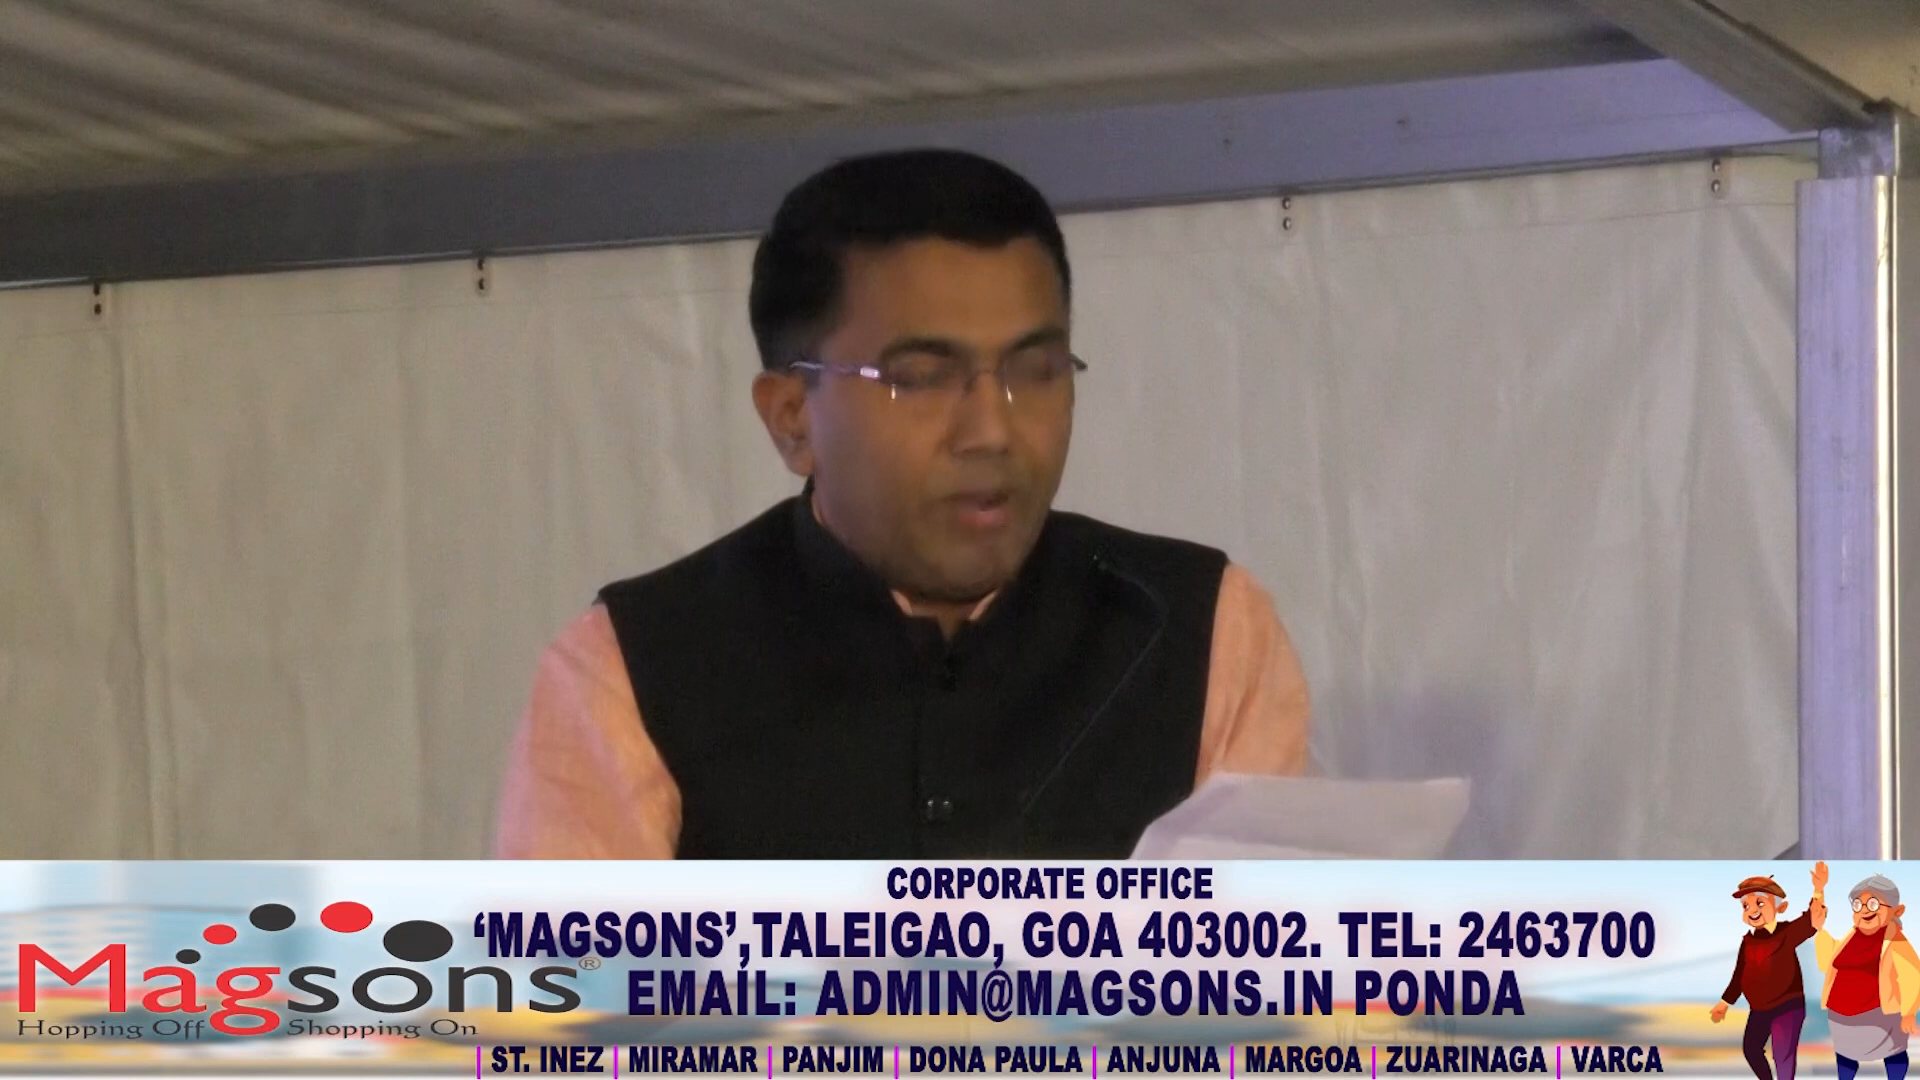 CORPORATE OFFICE
‘MAGSONS’,TALEIGAO, GOA 403002. TEL: 2463700
EMAIL: ADMIN@MAGSONS.IN PONDA
Magsons®
Hopping Off Shopping On
| ST. INEZ | MIRAMAR | PANJIM | DONA PAULA | ANJUNA | MARGOA | ZUARINAGA | VARCA